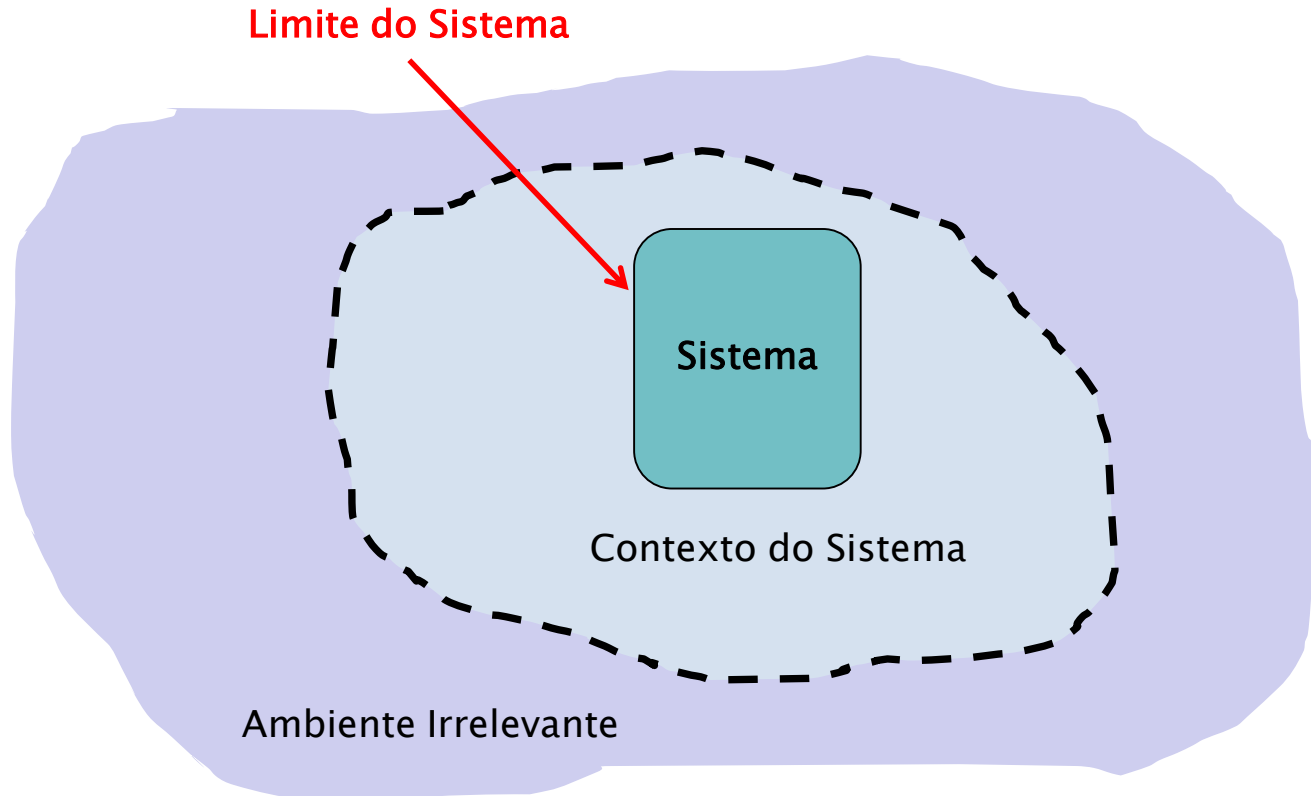 Limite do Sistema
Sistema
Contexto do Sistema
Ambiente Irrelevante